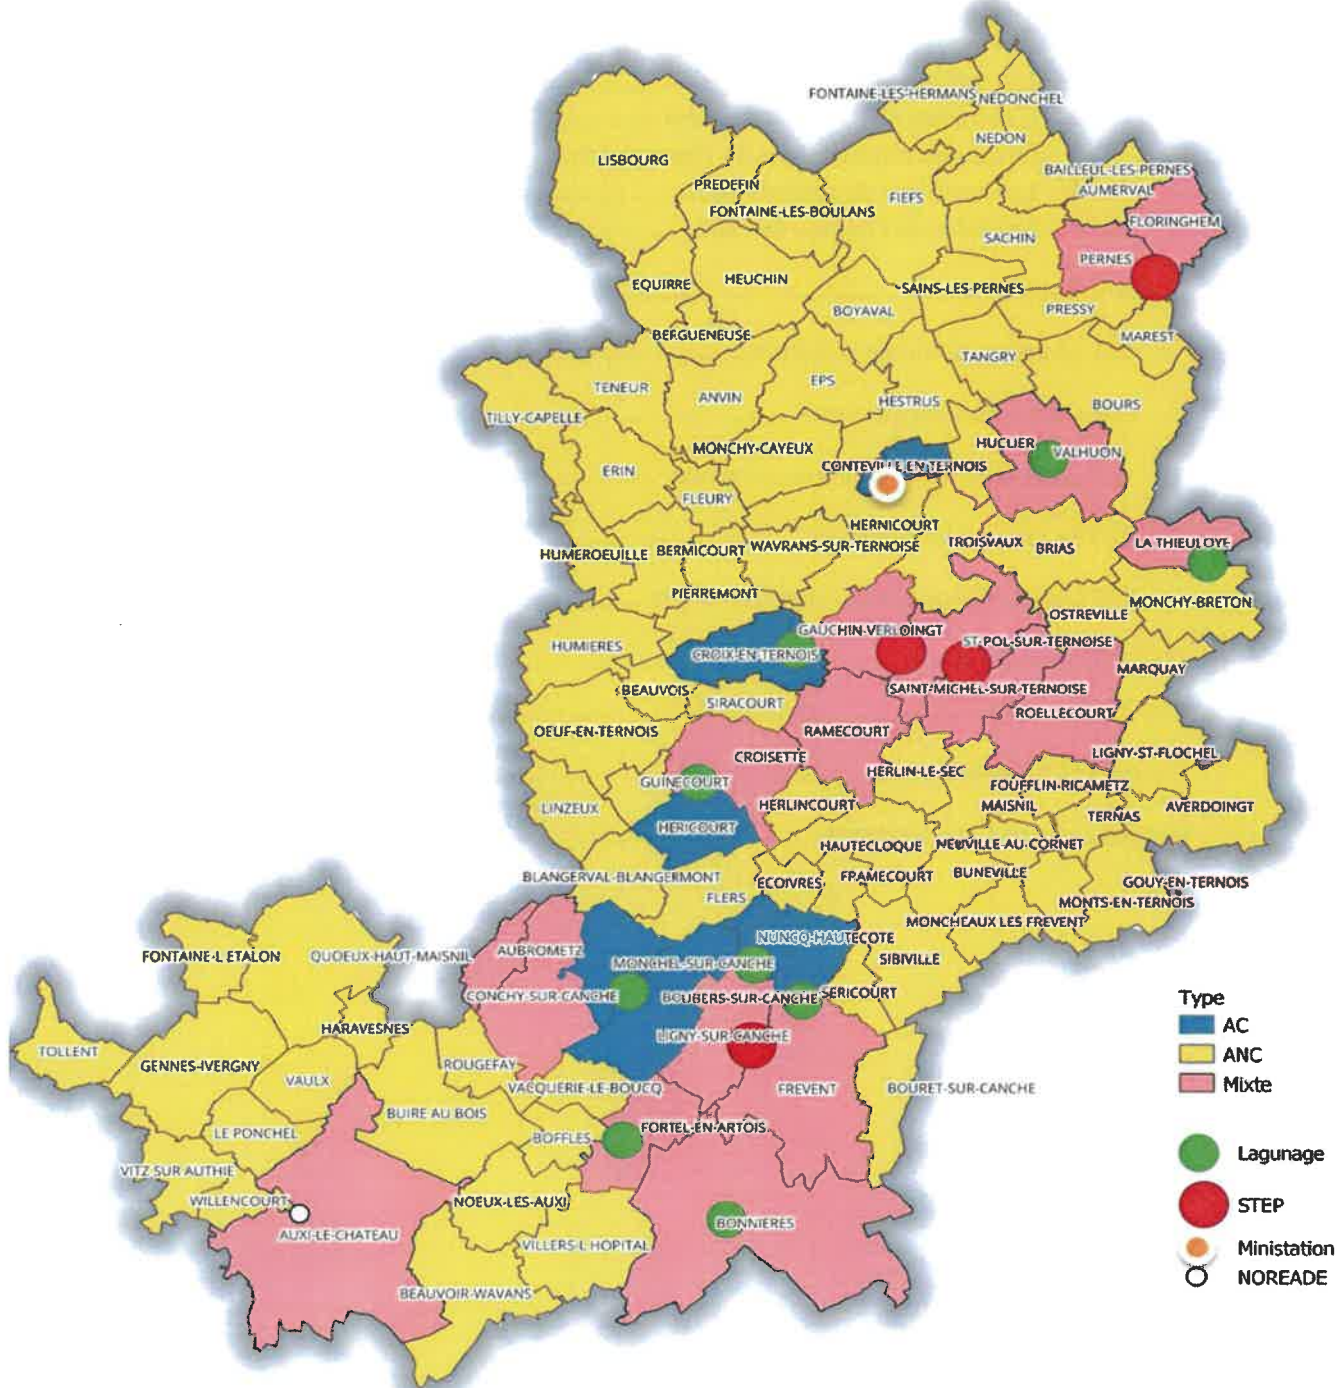 FONTAINE-LES-HERMANS
NEDONCHEL
NEDON
LISBOURG
BAILLEUL-LES-PERNES
PREDEFIN
AUMERVAL
FIEFS
FONTAINE-LES-BOULANS
FLORINGHEM
SACHIN
PERNES
EQUIRRE
HEUCHIN
SAINS-LES-PERNES
BOYAVAL
PRESSY
BERGUENEUSE
MAREST
TANGRY
EPS
TENEUR
ANVIN
HESTRUS
BOURS
TILLY-CAPELLE
HUCLIER
MONCHY-CAYEUX
VALHUON
CONTEVILLE EN TERNOIS
ERIN
FLEURY
HERNICOURT
TROISVAUX
LA THIEULOYE
WAVRANS-SUR-TERNOISE
BRIAS
HUMEROEUILLE
BERMICOURT
PIERREMONT
MONCHY-BRETON
OSTREVILLE
GAUCHIN-VERLOINGT
ST-POL-SUR-TERNOISE
HUMIERES
CROIX-EN-TERNOIS
MARQUAY
BEAUVOIS
SAINT-MICHEL-SUR-TERNOISE
SIRACOURT
ROELLECOURT
OEUF-EN-TERNOIS
RAMECOURT
LIGNY-ST-FLOCHEL
CROISETTE
HERLIN-LE-SEC
GUINECOURT
FOUFFLIN-RICAMETZ
LINZEUX
HERLINCOURT
MAISNIL
AVERDOINGT
TERNAS
HERICOURT
HAUTECLOQUE
NEUVILLE-AU-CORNET
BLANGERVAL-BLANGERMONT
ECOIVRES
FRAMECOURT
BUNEVILLE
GOUY-EN-TERNOIS
FLERS
MONTS-EN-TERNOIS
MONCHEAUX LES FREVENT
NUNCQ-HAUTECOTE
AUBROMETZ
FONTAINE-L ETALON
QUOEUX-HAUT-MAISNIL
SIBIVILLE
MONCHEL-SUR-CANCHE
SERICOURT
CONCHY-SUR-CANCHE
BOUBERS-SUR-CANCHE
Type
HARAVESNES
AC
LIGNY-SUR-CANCHE
TOLLENT
ANC
GENNES-IVERGNY
ROUGEFAY
VAULX
Mixte
VACQUERIE-LE-BOUCQ
FREVENT
BOURET-SUR-CANCHE
BUIRE AU BOIS
LE PONCHEL
FORTEL-EN-ARTOIS
BOFFLES
Lagunage
VITZ SUR AUTHIE
WILLENCOURT
NOEUX-LES-AUXI
STEP
BONNIERES
AUXI-LE-CHATEAU
VILLERS-L HOPITAL
Ministation
NOREADE
BEAUVOIR-WAVANS